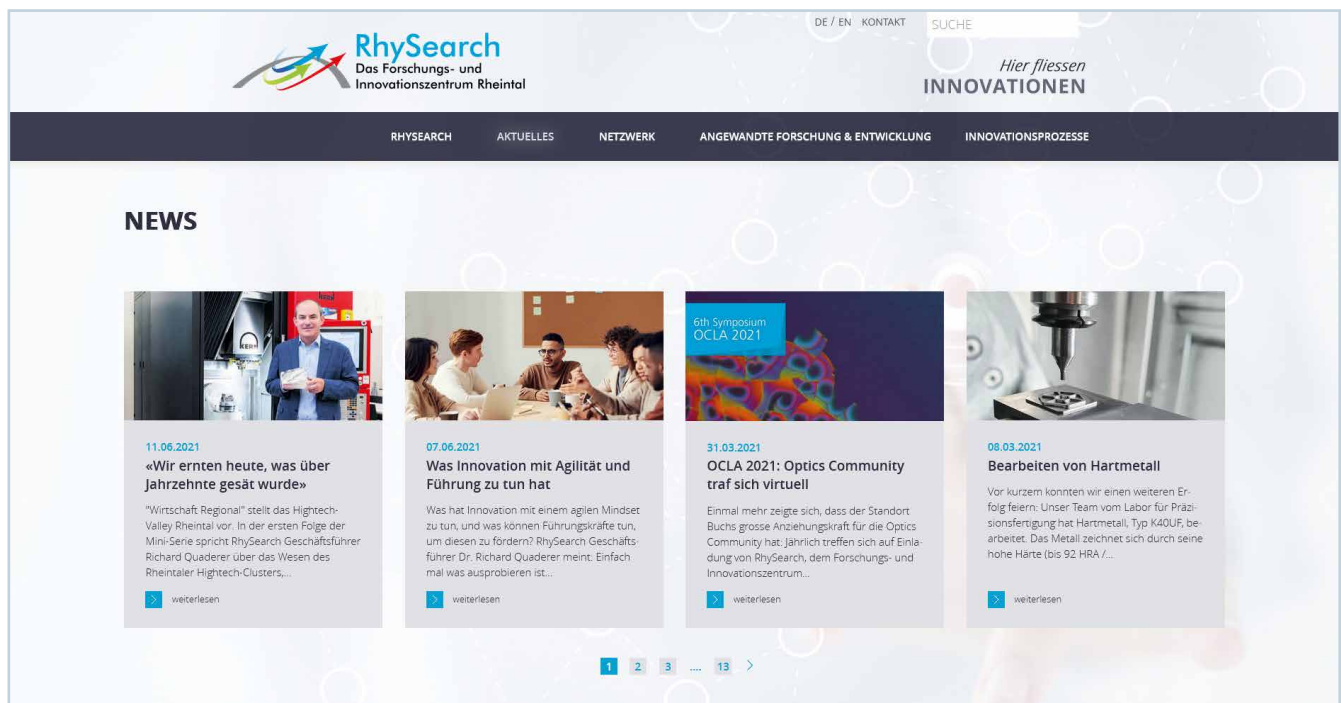 DE / EN KONTAKT SUCHE
RhySearch
Das Forschungs- und
Innovationszentrum Rheintal
Hier fliessen
INNOVATIONEN
RHYSEARCH AKTUELLES NETZWERK ANGEWANDTE FORSCHUNG & ENTWICKLUNG INNOVATIONSPROZESSE
NEWS
KERN
11.06.2021
«Wir ernten heute, was über
Jahrzehnte gesät wurde»
"Wirtschaft Regional" stellt das Hightech-
Valley Rheintal vor. In der ersten Folge der
Mini-Serie spricht RhySearch Geschäftsführer
Richard Quaderer über das Wesen des
Rheintaler Hightech-Clusters,...
weiterlesen
07.06.2021
Was Innovation mit Agilität und
Führung zu tun hat
Was hat Innovation mit einem agilen Mindset
zu tun, und was können Führungskräfte tun,
um diesen zu fördern? RhySearch Geschäfts-
führer Dr. Richard Quaderer meint: Einfach
mal was ausprobieren ist...
weiterlesen
6th Symposium
OCLA 2021
31.03.2021
OCLA 2021: Optics Community
traf sich virtuell
Einmal mehr zeigte sich, dass der Standort
Buchs grosse Anziehungskraft für die Optics
Community hat: Jährlich treffen sich auf Einla-
dung von RhySearch, dem Forschungs- und
Innovationszentrum...
weiterlesen
08.03.2021
Bearbeiten von Hartmetall
Vor kurzem konnten wir einen weiteren Er-
folg feiern: Unser Team vom Labor für Präzi-
sionsfertigung hat Hartmetall, Typ K40UF, be-
arbeitet. Das Metall zeichnet sich durch seine
hohe Härte (bis 92 HRA /...
weiterlesen
1 2 3 .... 13 >